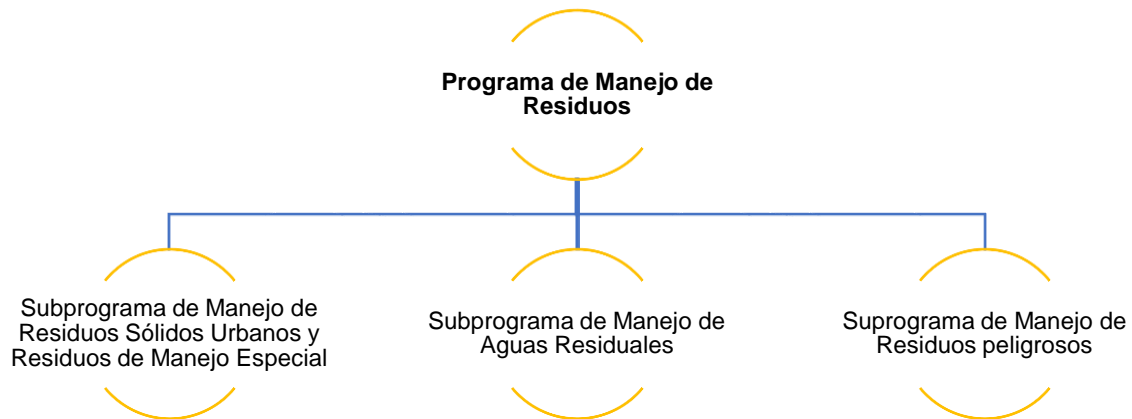 Programa de Manejo de
Residuos
Subprograma de Manejo de
Residuos Sólidos Urbanos y
Residuos de Manejo Especial
Subprograma de Manejo de
Aguas Residuales
Suprograma de Manejo de
Residuos peligrosos